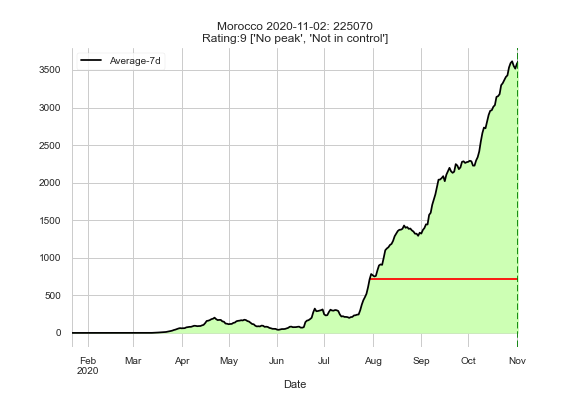 Morocco 2020-11-02: 225070
Rating:9 ['No peak', 'Not in control']
Average-7d
3500
3000
2500
2000
1500
1000
500
0
Feb Mar Apr May Jun Jul Aug Sep Oct Nov
2020
Date